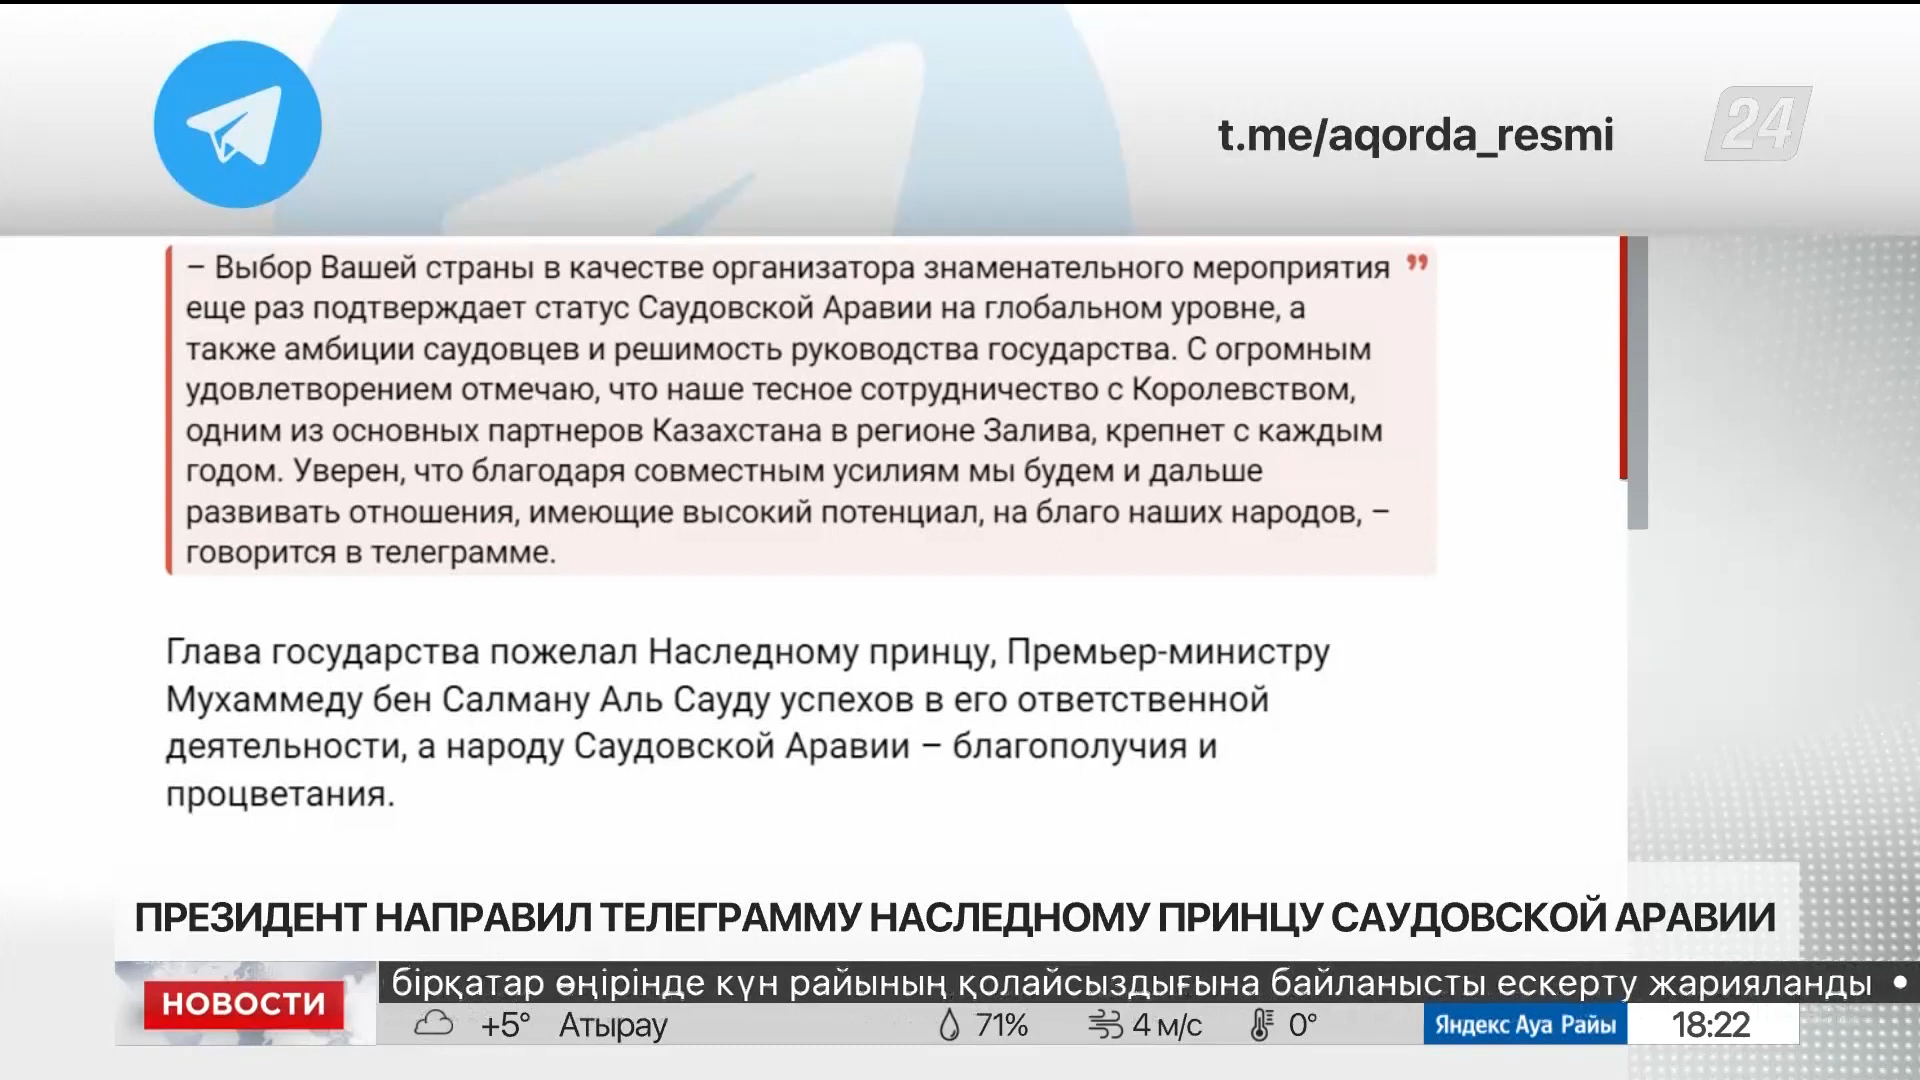 t.me/aqorda_resmi
24
– Выбор Вашей страны в качестве организатора знаменательного мероприятия ”
еще раз подтверждает статус Саудовской Аравии на глобальном уровне, а
также амбиции саудовцев и решимость руководства государства. С огромным
удовлетворением отмечаю, что наше тесное сотрудничество с Королевством,
одним из основных партнеров Казахстана в регионе Залива, крепнет с каждым
годом. Уверен, что благодаря совместным усилиям мы будем и дальше
развивать отношения, имеющие высокий потенциал, на благо наших народов, –
говорится в телеграмме.
Глава государства пожелал Наследному принцу, Премьер-министру
Мухаммеду бен Салману Аль Сауду успехов в его ответственной
деятельности, а народу Саудовской Аравии – благополучия и
процветания.
ПРЕЗИДЕНТ НАПРАВИЛ ТЕЛЕГРАММУ НАСЛЕДНОМУ ПРИНЦУ САУДОВСКОЙ АРАВИИ
НОВОСТИ
бірқатар өңірінде күн райының қолайсыздығына байланысты ескерту жарияланды •
+5° Атырау 71% 4 м/с 0° Яндекс Ауа Райы 18:22